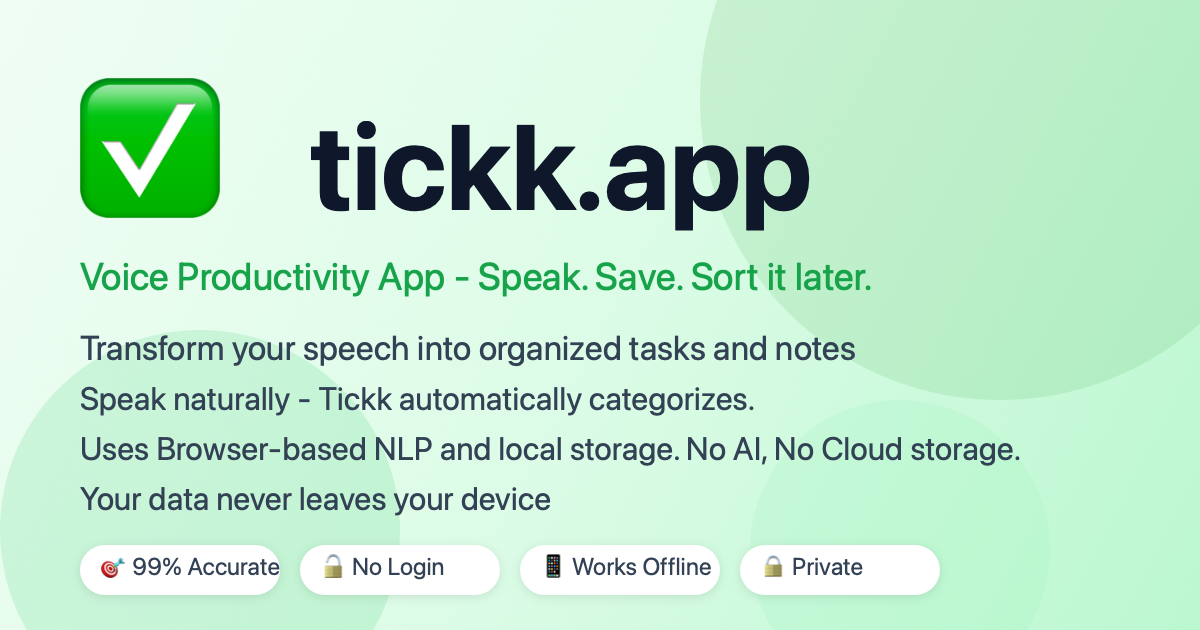 tickk.app
Voice Productivity App - Speak. Save. Sort it later.
Transform your speech into organized tasks and notes
Speak naturally - Tickk automatically categorizes.
Uses Browser-based NLP and local storage. No AI, No Cloud storage.
Your data never leaves your device
99% Accurate
No Login
Works Offline
Private